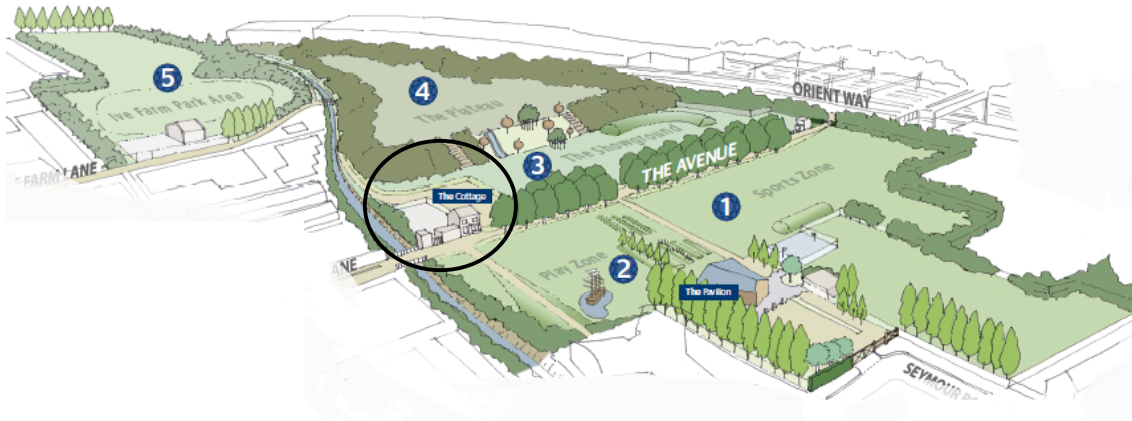 5
Ive Farm Park Area
FARM LANE
4
The Plateau
ORIENT WAY
3
The Showground
THE AVENUE
The Cottage
1
Sports Zone
P
2
Play Zone
The Pavilion
ANE
SEYMOUR